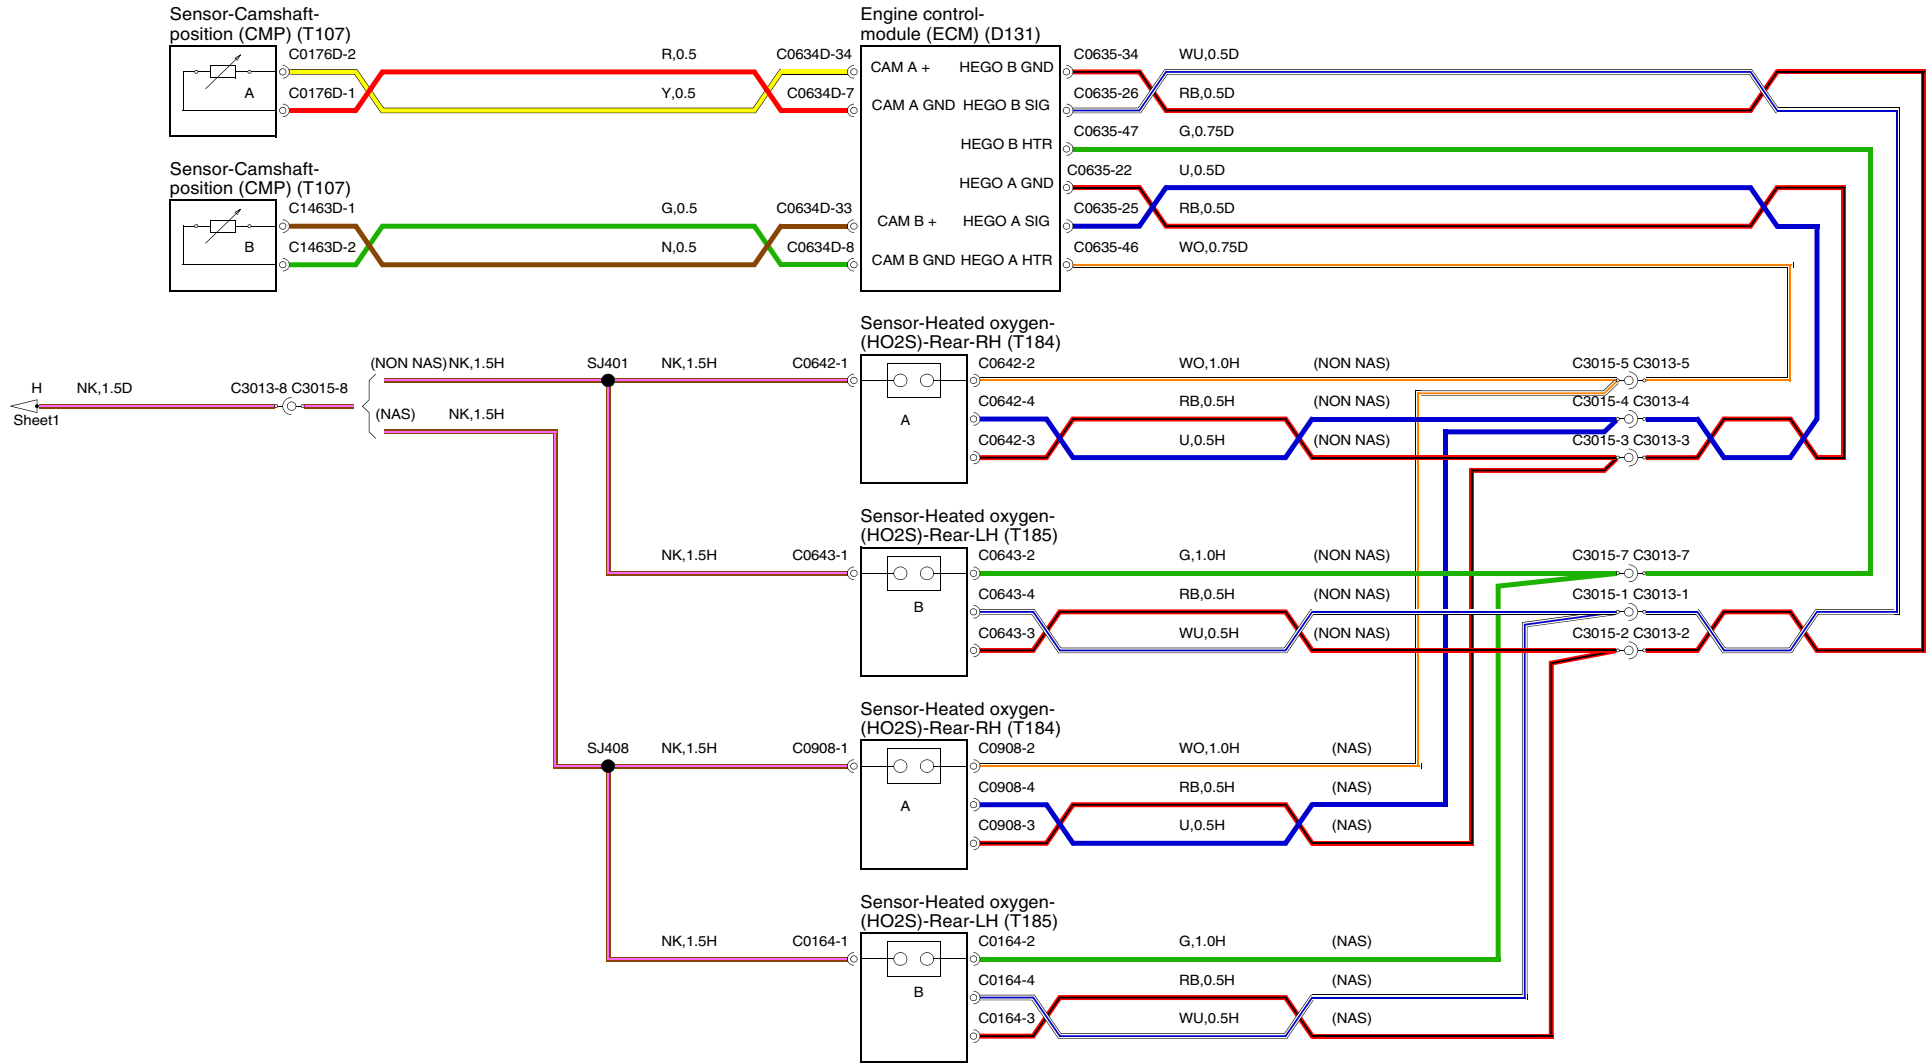 Sensor-Camshaft-
position (CMP) (T107)
C0176D-2
R,0.5
C0634D-34
A
C0176D-1
Y,0.5
C0634D-7
Sensor-Camshaft-
position (CMP) (T107)
C1463D-1
G,0.5
C0634D-33
B
C1463D-2
N,0.5
C0634D-8
Engine control-
module (ECM) (D131)
CAM A +
HEGO B GND
CAM A GND
HEGO B SIG
HEGO B HTR
HEGO A GND
CAM B +
HEGO A SIG
CAM B GND
HEGO A HTR
C0635-34
WU,0.5D
C0635-26
RB,0.5D
C0635-47
G,0.75D
C0635-22
U,0.5D
C0635-25
RB,0.5D
C0635-46
WO,0.75D
H
NK,1.5D
C3013-8 C3015-8
Sheet1
(NON NAS) NK,1.5H
SJ401
NK,1.5H
C0642-1
(NAS)
NK,1.5H
Sensor-Heated oxygen-
(HO2S)-Rear-RH (T184)
A
C0642-2
WO,1.0H
(NON NAS)
C3015-5 C3013-5
C0642-4
RB,0.5H
(NON NAS)
C3015-4 C3013-4
C0642-3
U,0.5H
(NON NAS)
C3015-3 C3013-3
Sensor-Heated oxygen-
(HO2S)-Rear-LH (T185)
NK,1.5H
C0643-1
B
C0643-2
G,1.0H
(NON NAS)
C3015-7 C3013-7
C0643-4
RB,0.5H
(NON NAS)
C3015-1 C3013-1
C0643-3
WU,0.5H
(NON NAS)
C3015-2 C3013-2
Sensor-Heated oxygen-
(HO2S)-Rear-RH (T184)
SJ408
NK,1.5H
C0908-1
A
C0908-2
WO,1.0H
(NAS)
C0908-4
RB,0.5H
(NAS)
C0908-3
U,0.5H
(NAS)
Sensor-Heated oxygen-
(HO2S)-Rear-LH (T185)
NK,1.5H
C0164-1
B
C0164-2
G,1.0H
(NAS)
C0164-4
RB,0.5H
(NAS)
C0164-3
WU,0.5H
(NAS)